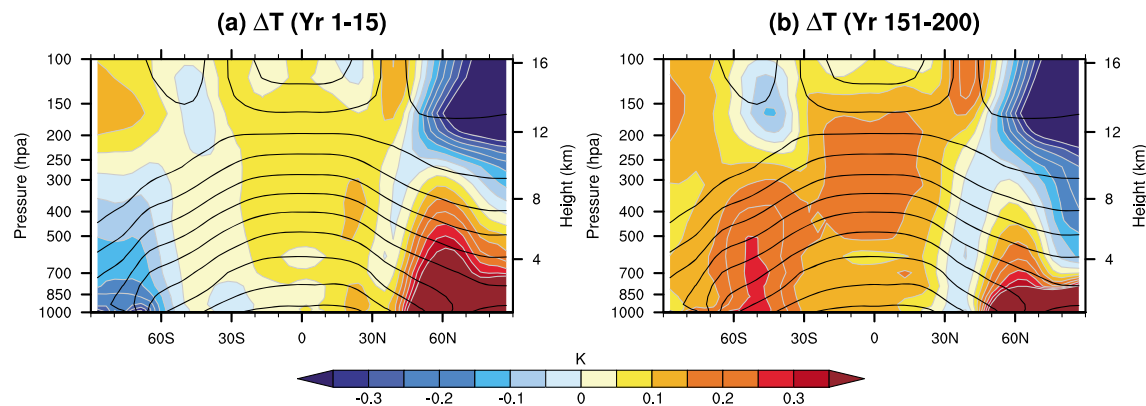 (a) ΔT (Yr 1-15)
(b) ΔT (Yr 151-200)
Pressure (hpa)
100
150
200
250
300
400
500
700
850
1000
60S
30S
0
30N
60N
16
12
8
4
Height (km)
Pressure (hpa)
100
150
200
250
300
400
500
700
850
1000
60S
30S
0
30N
60N
16
12
8
4
Height (km)
K
-0.3 -0.2 -0.1 0 0.1 0.2 0.3